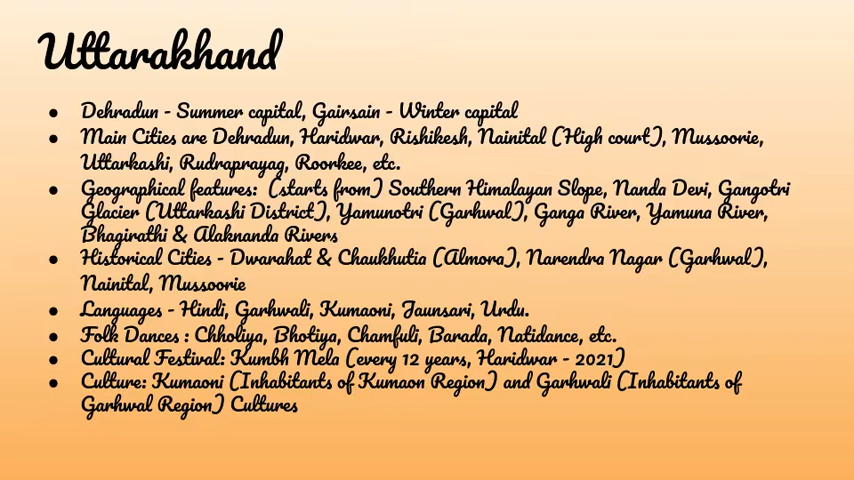 Uttarakhand
● Dehradun - Summer capital, Gairsain - Winter capital
● Main Cities are Dehradun, Haridwar, Rishikesh, Nainital (High court), Mussoorie,
Uttarkashi, Rudraprayag, Roorkee, etc.
● Geographical features: (starts from) Southern Himalayan Slope, Nanda Devi, Gangotri
Glacier (Uttarkashi District), Yamunotri (Garhwal), Ganga River, Yamuna River,
Bhagirathi & Alaknanda Rivers
● Historical Cities - Dwarahat & Chaukhutia (Almora), Narendra Nagar (Garhwal),
Nainital, Mussoorie
● Languages - Hindi, Garhwali, Kumaoni, Jaunsari, Urdu.
● Folk Dances : Chholiya, Bhotiya, Chamfuli, Barada, Natidance, etc.
● Cultural Festival: Kumbh Mela (every 12 years, Haridwar - 2021)
● Culture: Kumaoni (Inhabitants of Kumaon Region) and Garhwali (Inhabitants of
Garhwal Region) Cultures